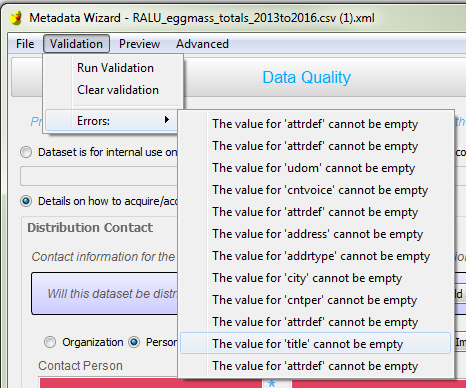 Metadata Wizard - RALU_eggmass_totals_2013to2016.csv (1).xml
File Validation Preview Advanced
Run Validation
Clear validation
Errors:
Data Quality
The value for 'attrdef' cannot be empty
The value for 'attrdef' cannot be empty
The value for 'udom' cannot be empty
The value for 'cntvoice' cannot be empty
The value for 'attrdef' cannot be empty
The value for 'address' cannot be empty
The value for 'addrtype' cannot be empty
The value for 'city' cannot be empty
The value for 'cntper' cannot be empty
The value for 'attrdef' cannot be empty
The value for 'title' cannot be empty
The value for 'attrdef' cannot be empty
Dataset is for internal use on
Details on how to acquire/acc
Distribution Contact
Contact information for the
Will this dataset be distri
Organization Person
Contact Person